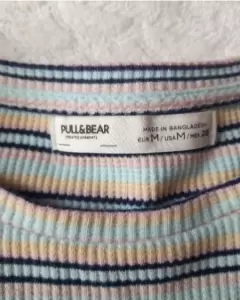 PULL&BEAR
MADE IN BANGLADESH
EUR M / USA M / MEX 28